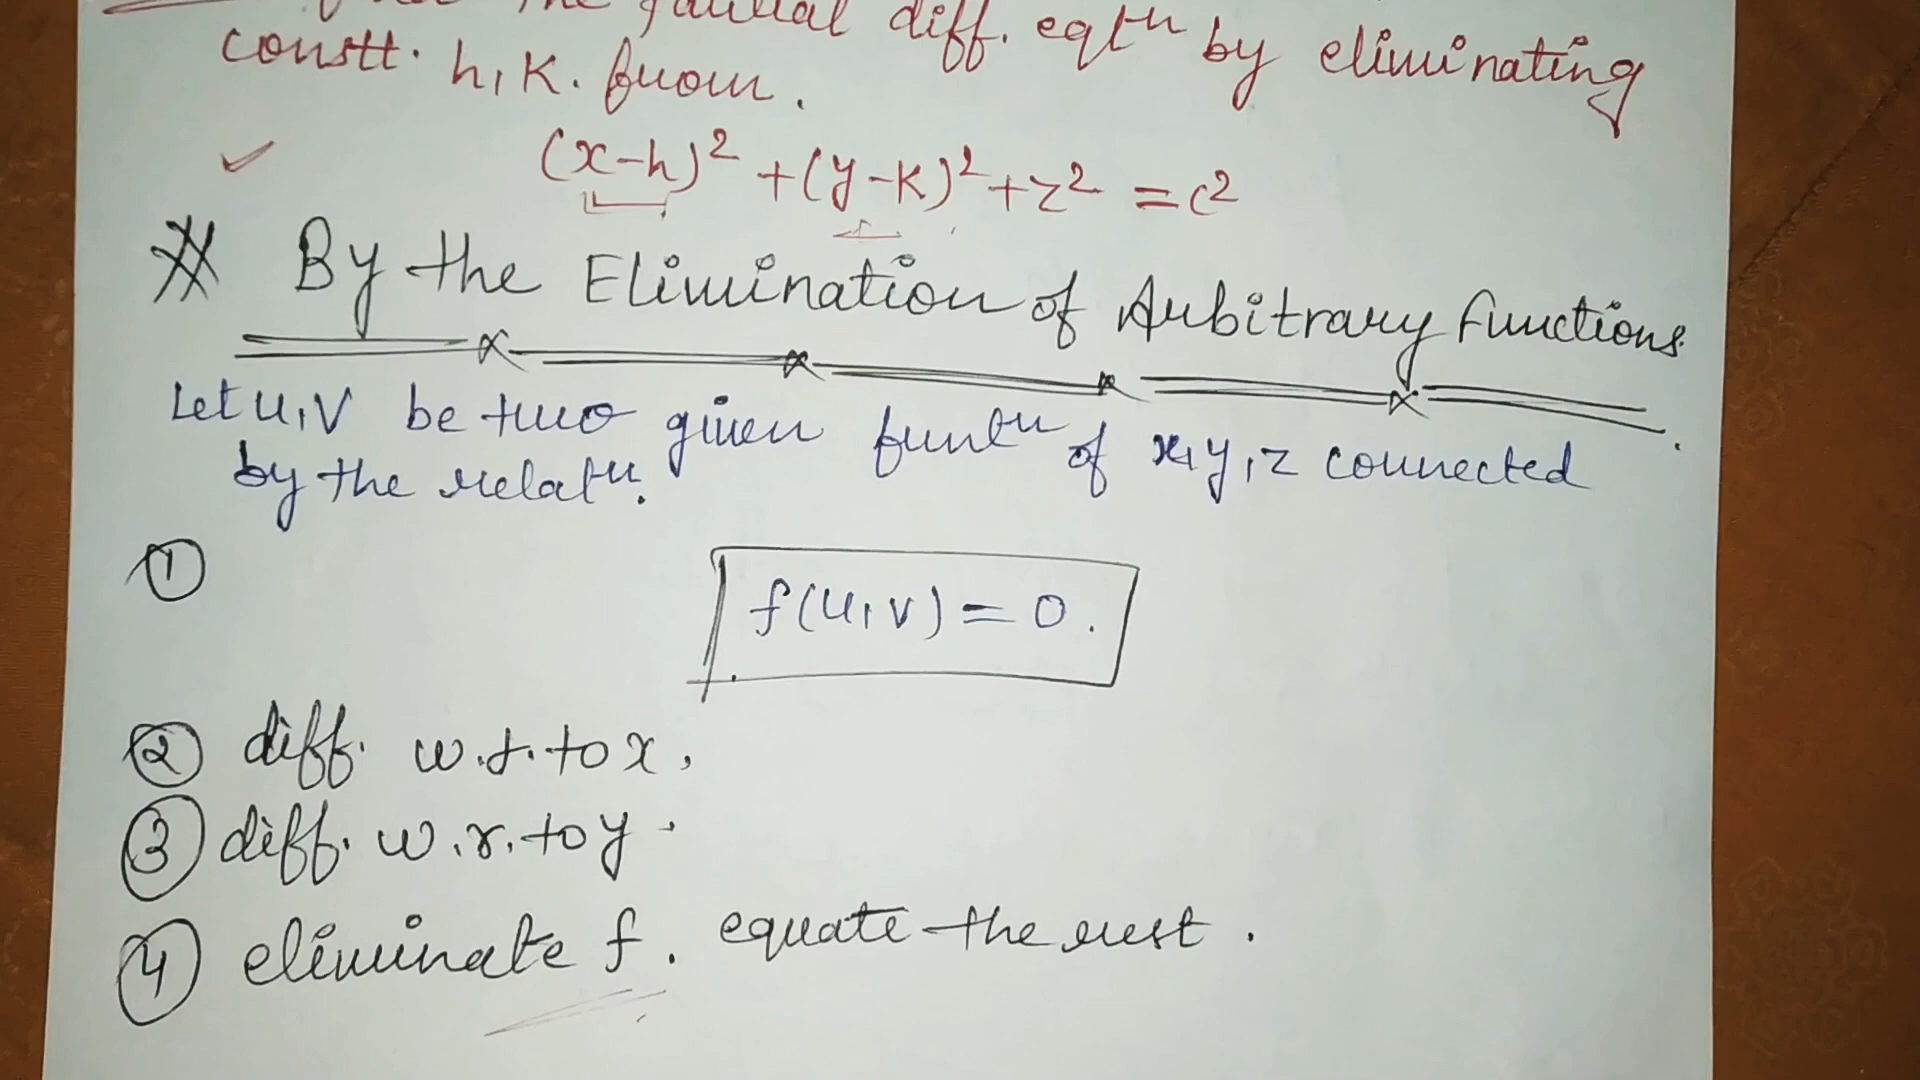 the partial diff. eqtn by eliminating
constt. h, K. from.
(x-h)² + (y-K)² + z² = c²
By the Elimination of Arbitrary functions.
Let u, v be two given funtn of x, y, z connected
by the relatn.
①
f(u, v) = 0.
② diff. w.r.to x.
③ diff. w.r.to y.
④ eliminate f. equate the rest.